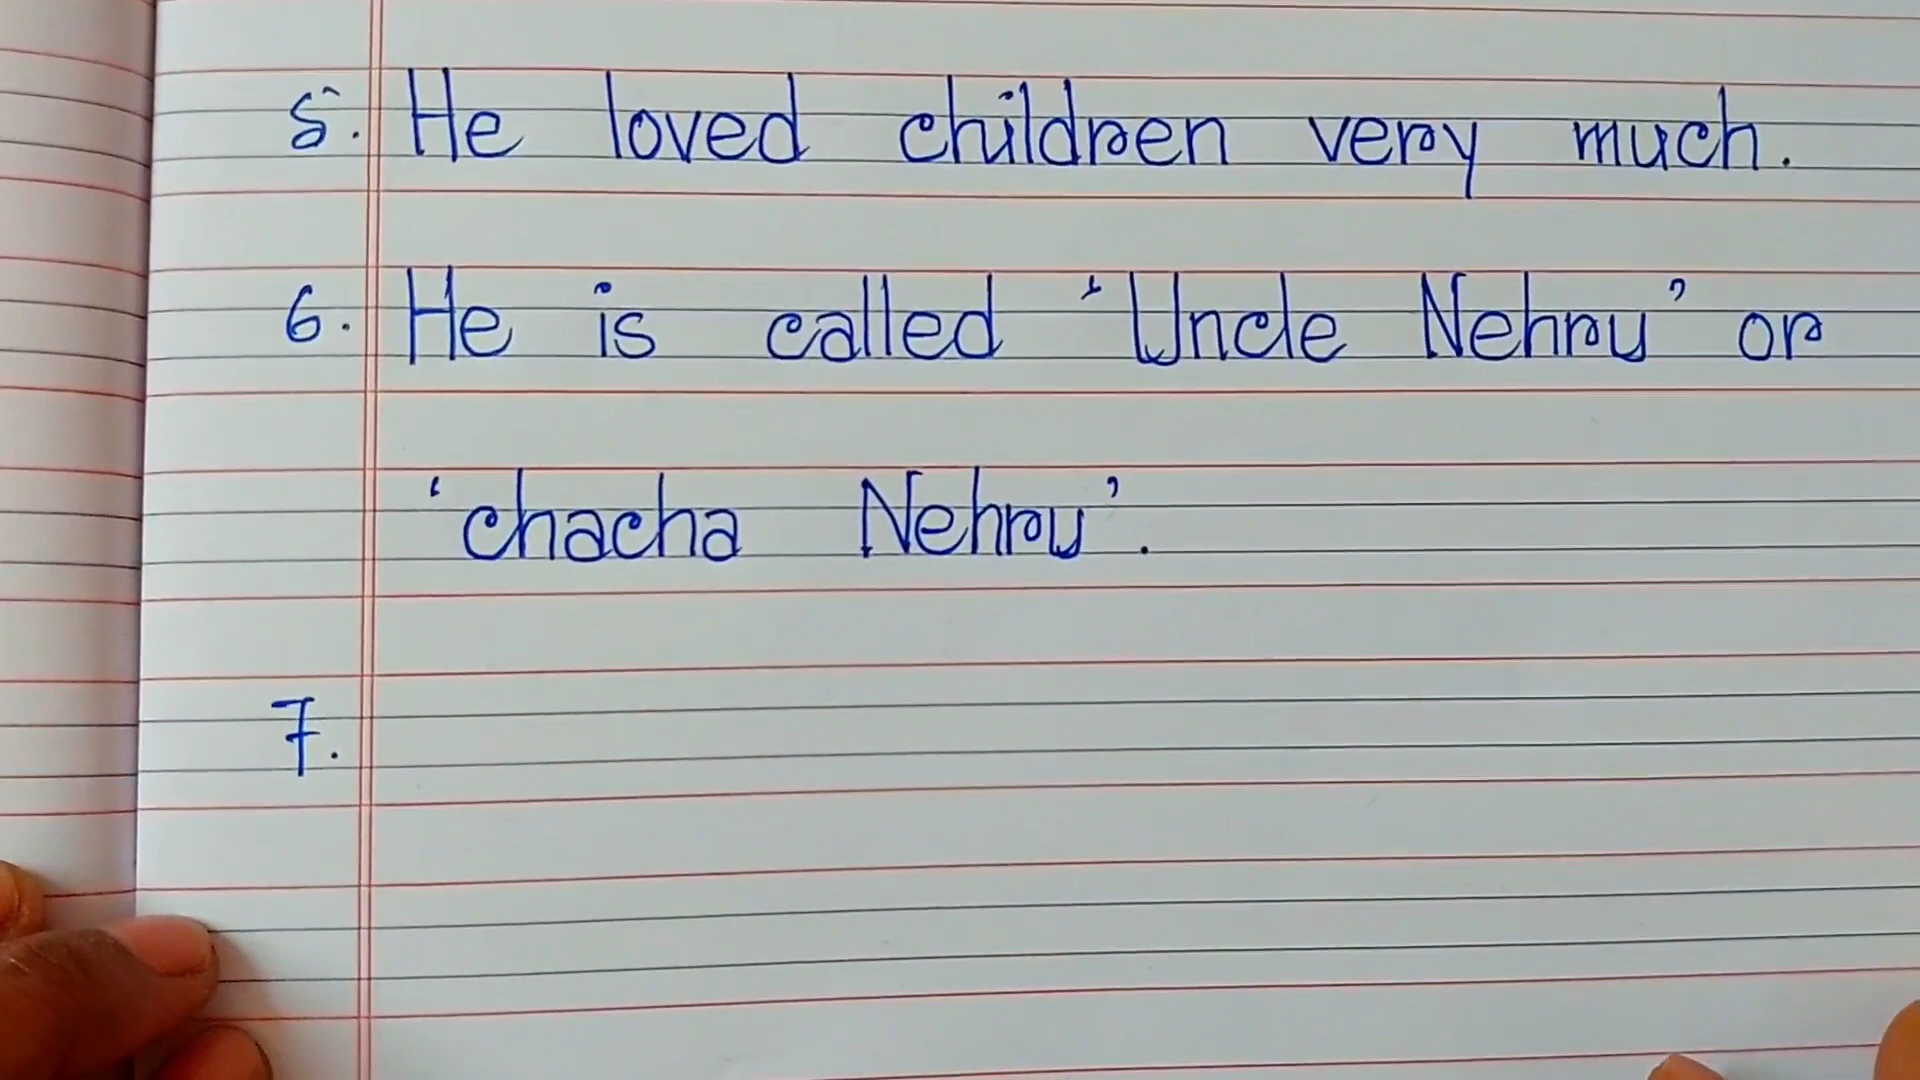 5. He loved children very much.
6. He is called 'Uncle Nehru' or
'chacha Nehru'.
7.